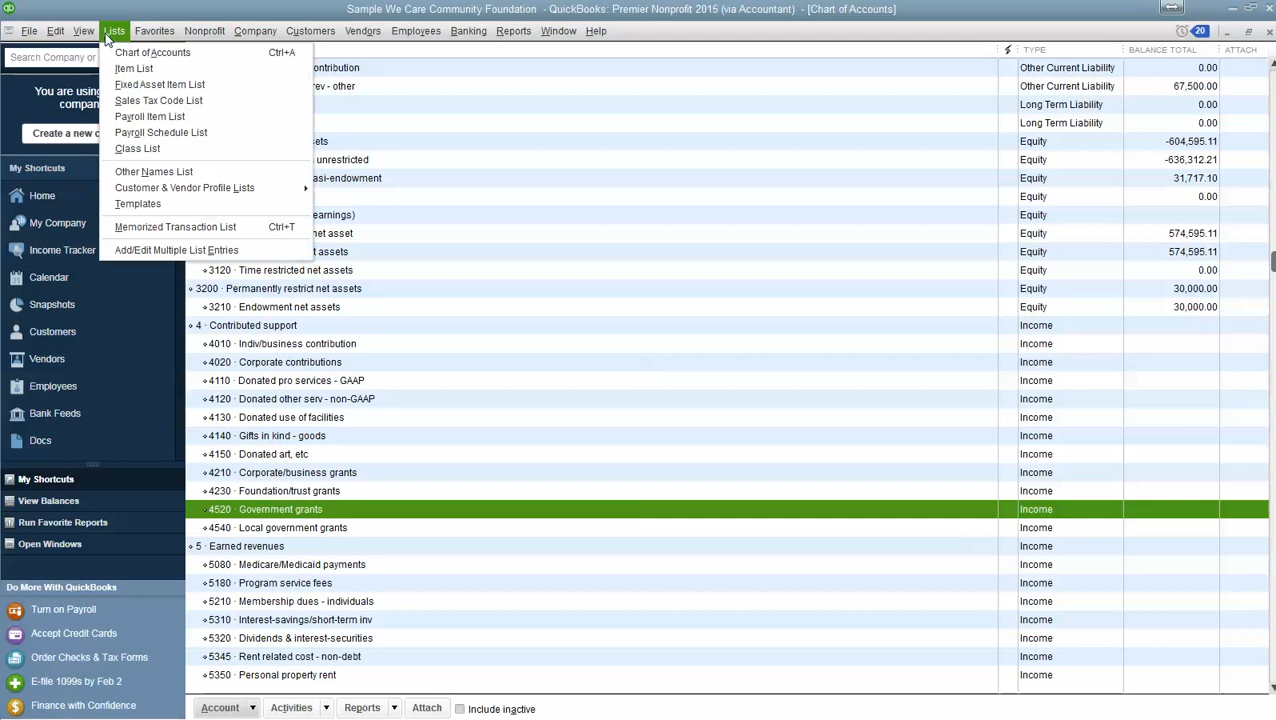 Sample We Care Community Foundation - QuickBooks: Premier Nonprofit 2015 (via Accountant) - [Chart of Accounts]
File Edit View Lists Favorites Nonprofit Company Customers Vendors Employees Banking Reports Window Help 20
Search Company or
You are using
company
Create a new c
My Shortcuts
Home
My Company
Income Tracker
Calendar
Snapshots
Customers
Vendors
Employees
Bank Feeds
Docs
My Shortcuts
View Balances
Run Favorite Reports
Open Windows
Do More With QuickBooks
Turn on Payroll
Accept Credit Cards
Order Checks & Tax Forms
E-file 1099s by Feb 2
Finance with Confidence
Chart of Accounts Ctrl+A
Item List
Fixed Asset Item List
Sales Tax Code List
Payroll Item List
Payroll Schedule List
Class List
Other Names List
Customer & Vendor Profile Lists
Templates
Memorized Transaction List Ctrl+T
Add/Edit Multiple List Entries
TYPE BALANCE TOTAL ATTACH
ontribution Other Current Liability 0.00
rev - other Other Current Liability 67,500.00
Long Term Liability 0.00
Long Term Liability 0.00
sets Equity -604,595.11
unrestricted Equity -636,312.21
asi-endowment Equity 31,717.10
Equity 0.00
earnings) Equity
net asset Equity 574,595.11
t net assets Equity 574,595.11
3120 · Time restricted net assets Equity 0.00
3200 · Permanently restrict net assets Equity 30,000.00
3210 · Endowment net assets Equity 30,000.00
4 · Contributed support Income
4010 · Indiv/business contribution Income
4020 · Corporate contributions Income
4110 · Donated pro services - GAAP Income
4120 · Donated other serv - non-GAAP Income
4130 · Donated use of facilities Income
4140 · Gifts in kind - goods Income
4150 · Donated art, etc Income
4210 · Corporate/business grants Income
4230 · Foundation/trust grants Income
4520 · Government grants Income
4540 · Local government grants Income
5 · Earned revenues Income
5080 · Medicare/Medicaid payments Income
5180 · Program service fees Income
5210 · Membership dues - individuals Income
5310 · Interest-savings/short-term inv Income
5320 · Dividends & interest-securities Income
5345 · Rent related cost - non-debt Income
5350 · Personal property rent Income
Account Activities Reports Attach Include inactive